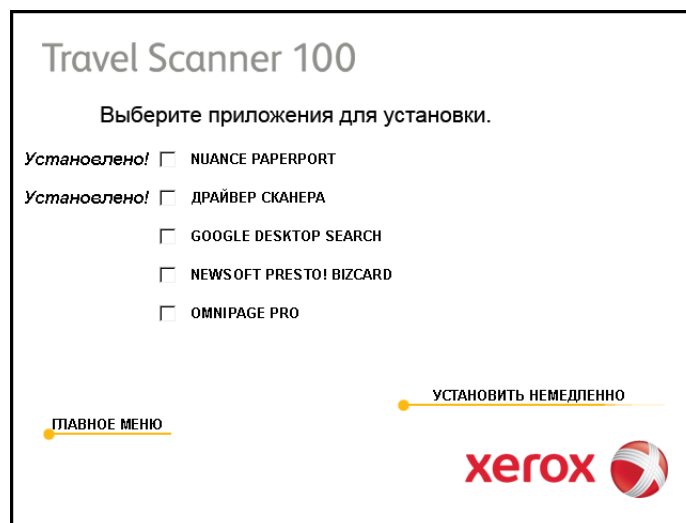 Travel Scanner 100
Выберите приложения для установки.
Установлено! NUANCE PAPERPORT
Установлено! ДРАЙВЕР СКАНЕРА
GOOGLE DESKTOP SEARCH
NEWSOFT PRESTO! BIZCARD
OMNIPAGE PRO
УСТАНОВИТЬ НЕМЕДЛЕННО
ГЛАВНОЕ МЕНЮ
xerox